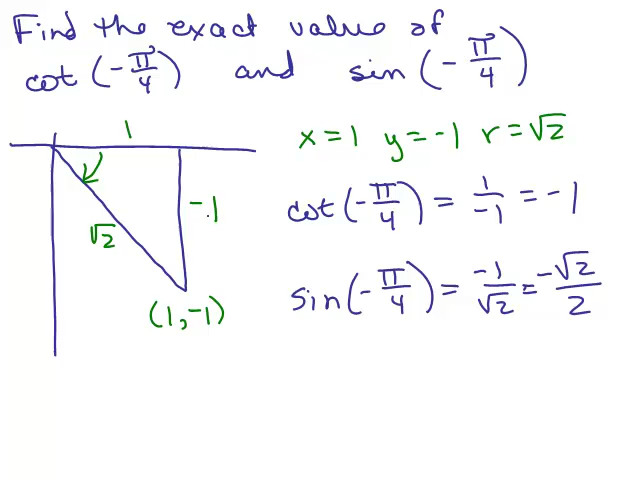 Find the exact value of
cot (-π/4) and sin (-π/4)
1
x = 1 y = -1 r = √2
-1
cot (-π/4) = 1/-1 = -1
√2
sin (-π/4) = -1/√2 = -√2/2
(1, -1)